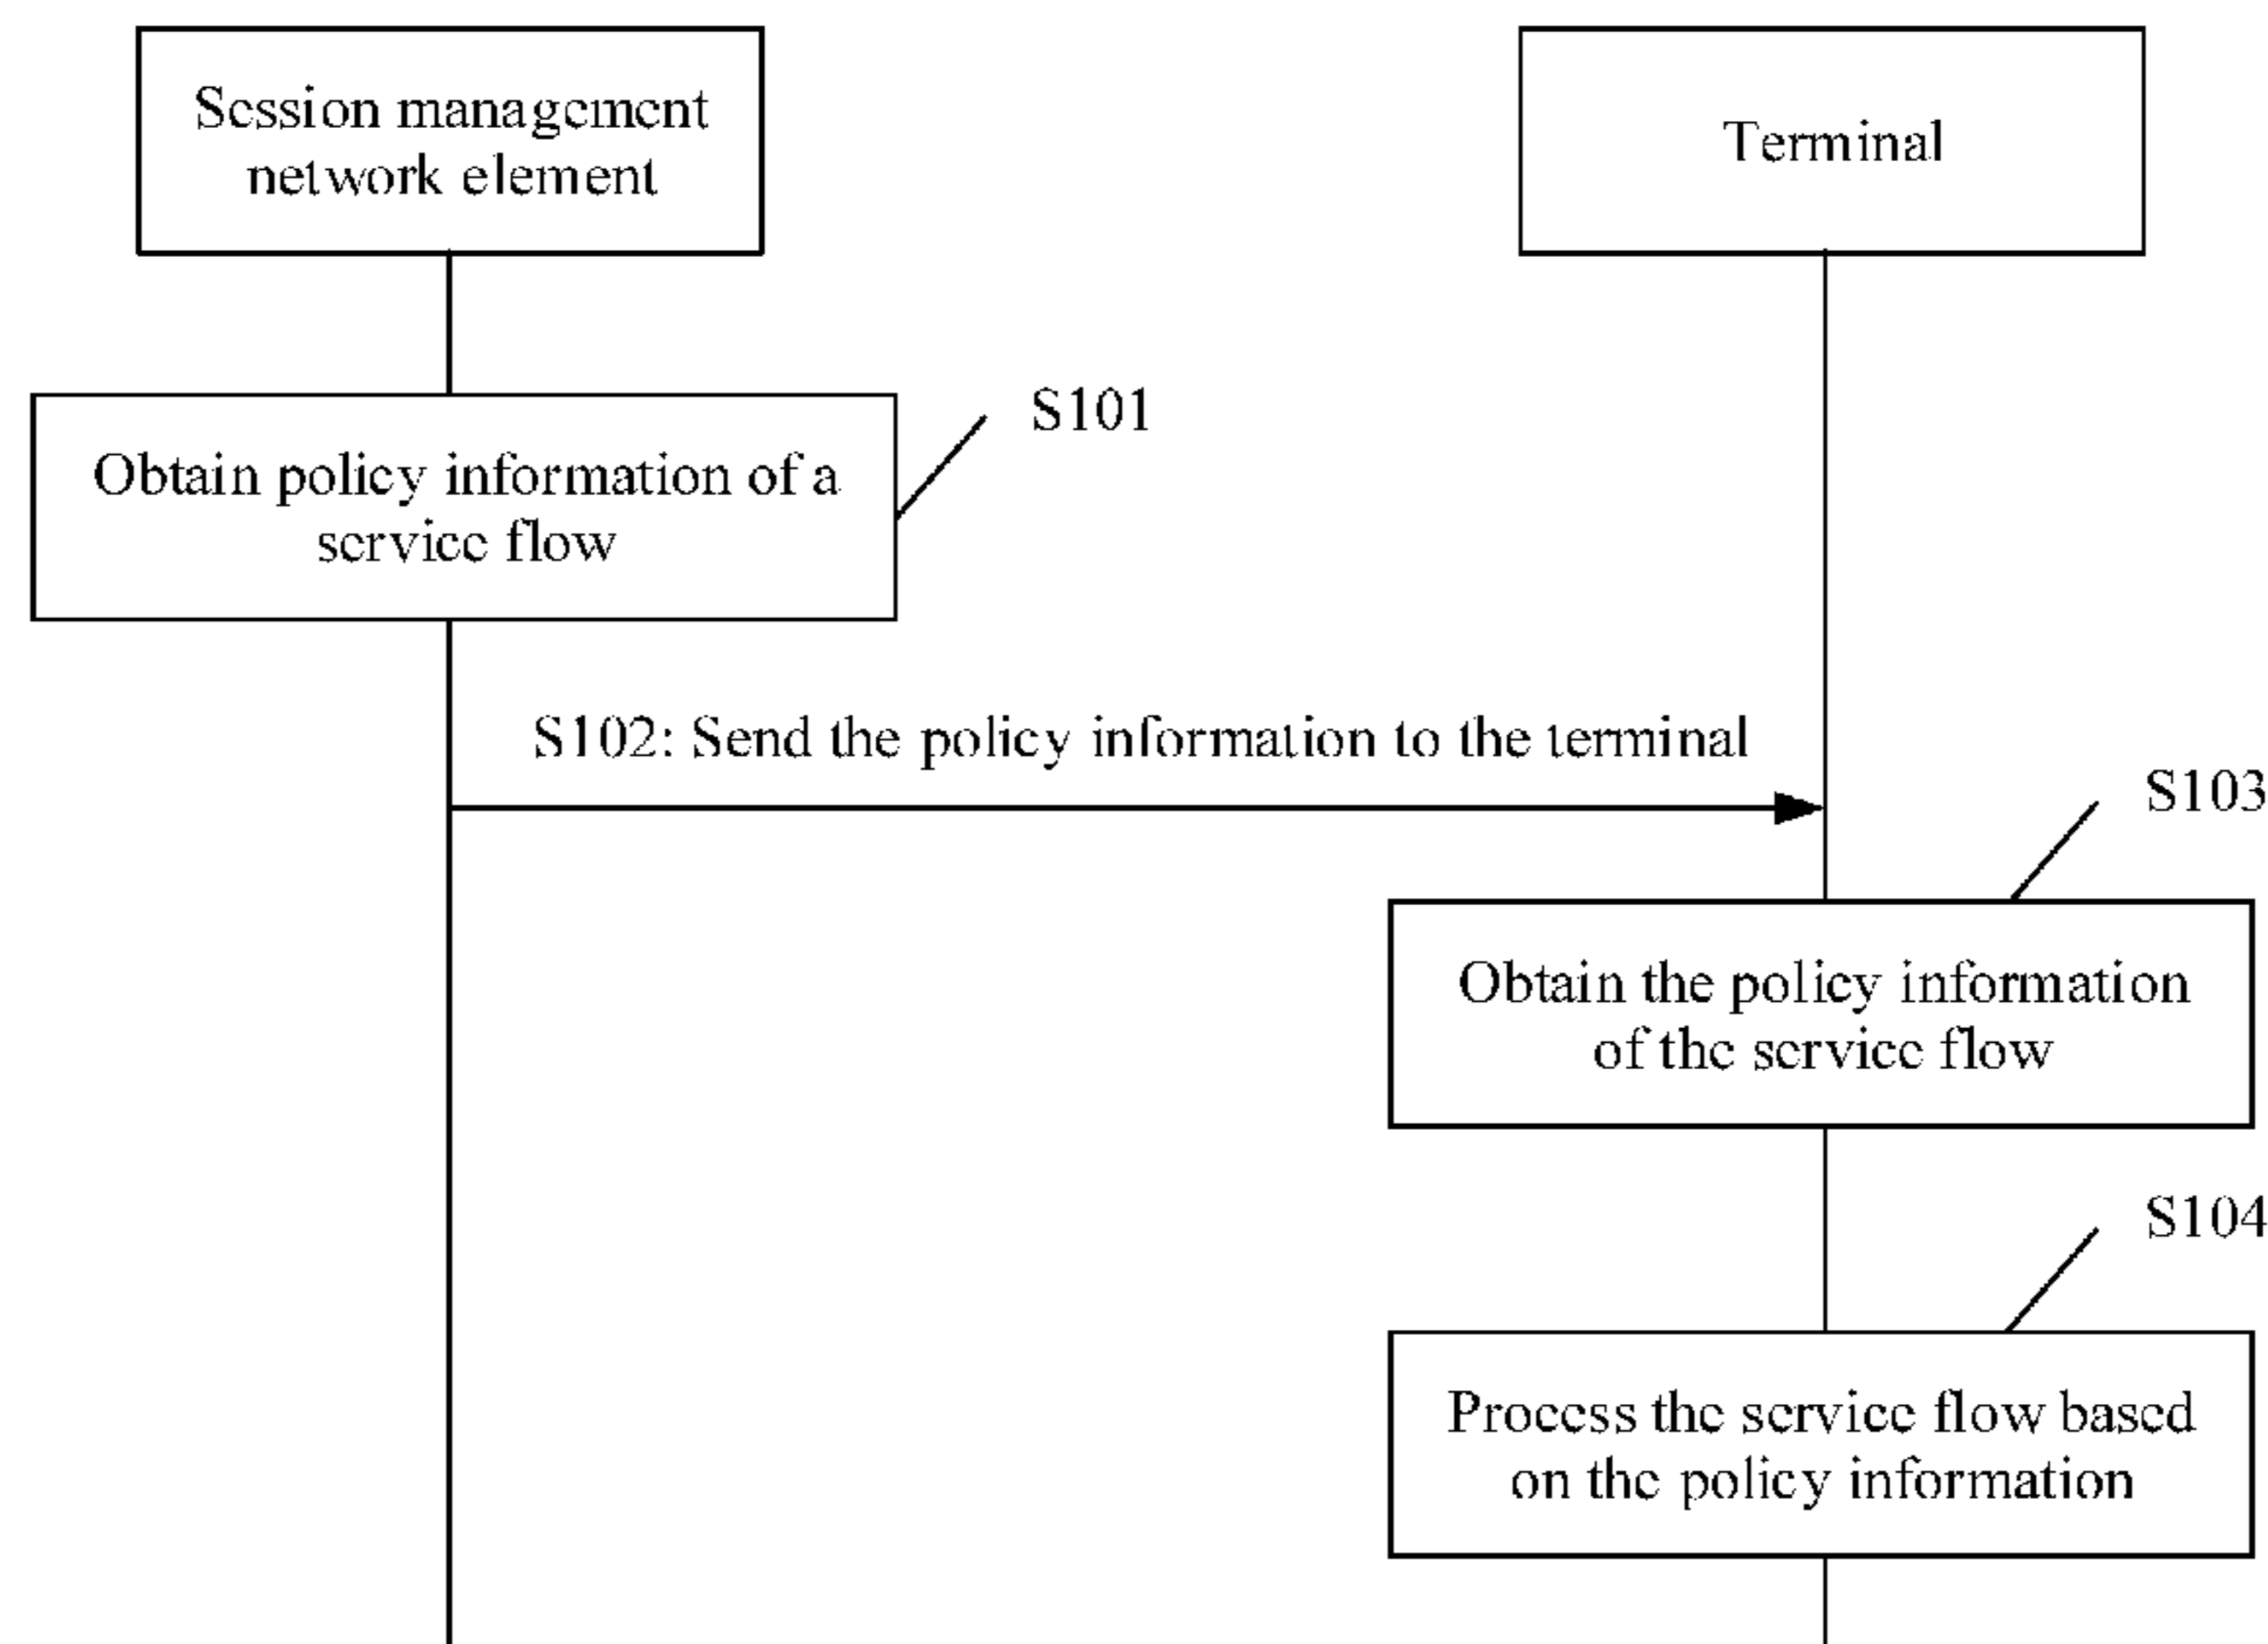 Session management
network element
Terminal
S101
Obtain policy information of a
service flow
S102: Send the policy information to the terminal
S103
Obtain the policy information
of the service flow
S104
Process the service flow based
on the policy information